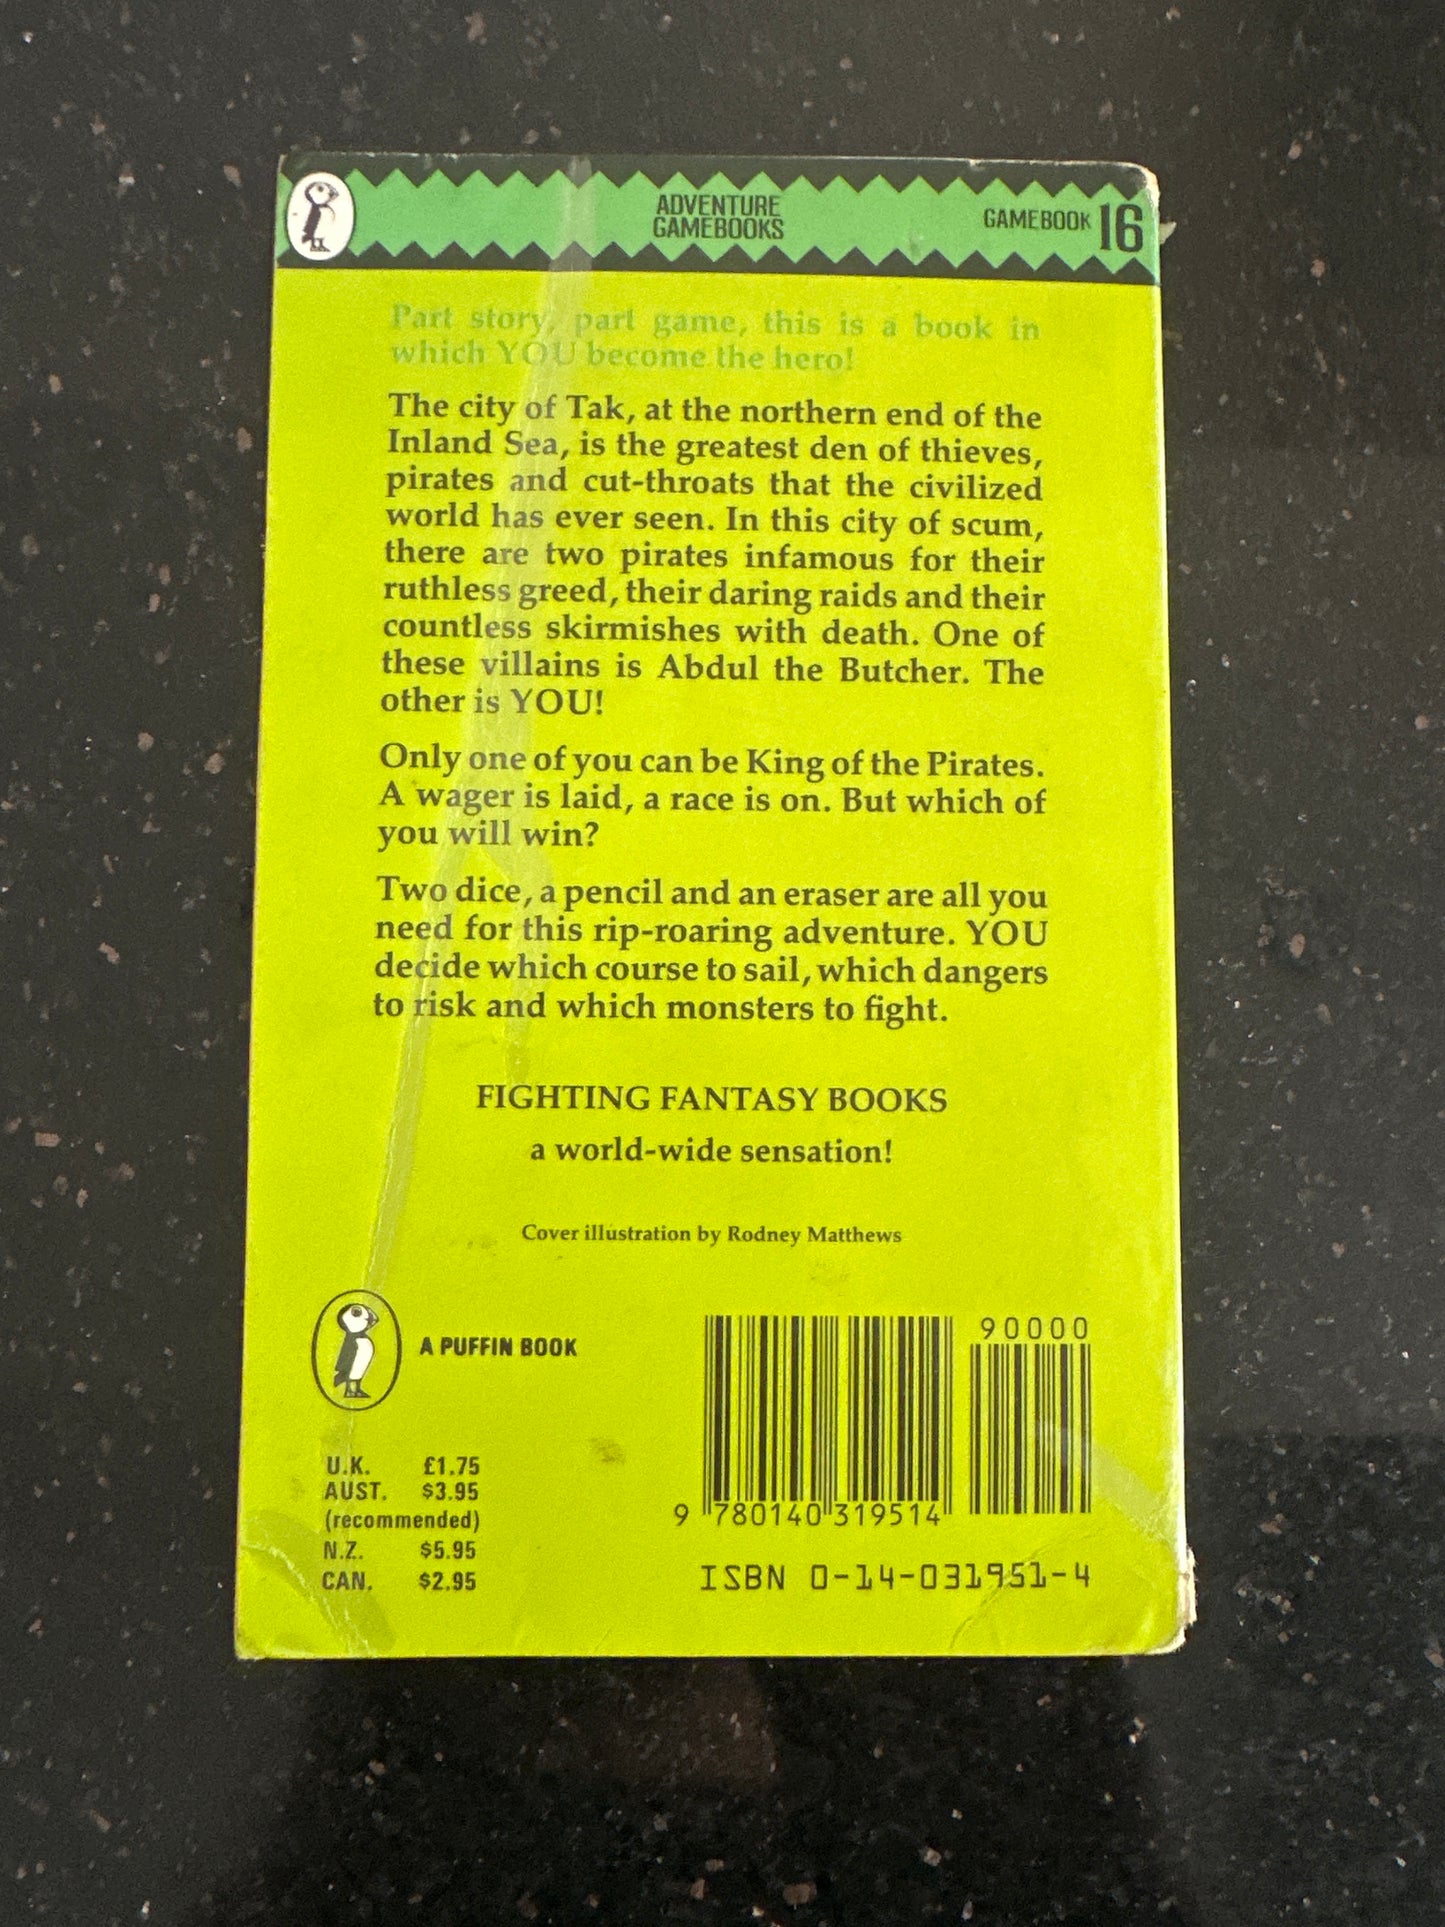 ADVENTURE
GAMEBOOKS
GAMEBOOK 16
Part story, part game, this is a book in
which YOU become the hero!
The city of Tak, at the northern end of the
Inland Sea, is the greatest den of thieves,
pirates and cut-throats that the civilized
world has ever seen. In this city of scum,
there are two pirates infamous for their
ruthless greed, their daring raids and their
countless skirmishes with death. One of
these villains is Abdul the Butcher. The
other is YOU!
Only one of you can be King of the Pirates.
A wager is laid, a race is on. But which of
you will win?
Two dice, a pencil and an eraser are all you
need for this rip-roaring adventure. YOU
decide which course to sail, which dangers
to risk and which monsters to fight.
FIGHTING FANTASY BOOKS
a world-wide sensation!
Cover illustration by Rodney Matthews
A PUFFIN BOOK
U.K. £1.75
AUST. $3.95
(recommended)
N.Z. $5.95
CAN. $2.95
90000
9 780140 319514
ISBN 0-14-031951-4